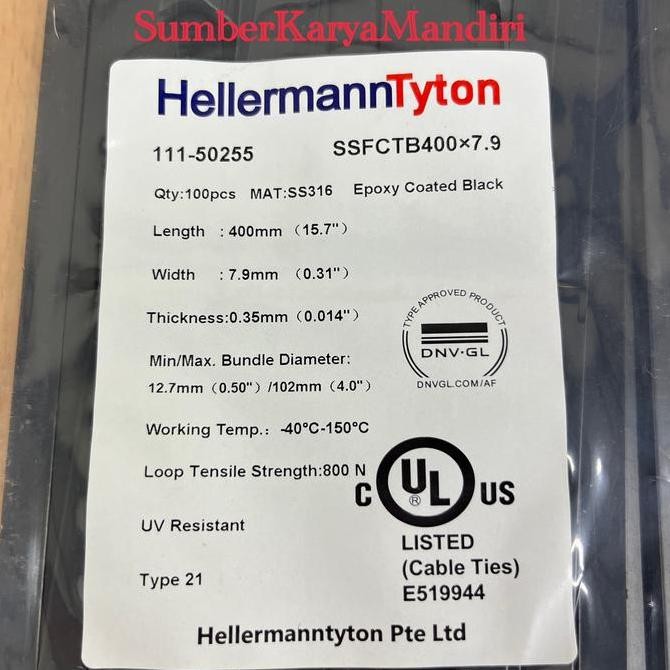 SumberKaryaMandiri
HellermannTyton
111-50255 SSFCTB400×7.9
Qty:100pcs MAT:SS316 Epoxy Coated Black
Length : 400mm (15.7")
Width : 7.9mm (0.31")
Thickness:0.35mm (0.014")
TYPE APPROVED PRODUCT
DNV·GL
DNVGL.COM/AF
Min/Max. Bundle Diameter:
12.7mm (0.50") /102mm (4.0")
Working Temp.: -40°C-150°C
Loop Tensile Strength:800 N
C UL ® US
UV Resistant
LISTED
(Cable Ties)
E519944
Type 21
Hellermanntyton Pte Ltd